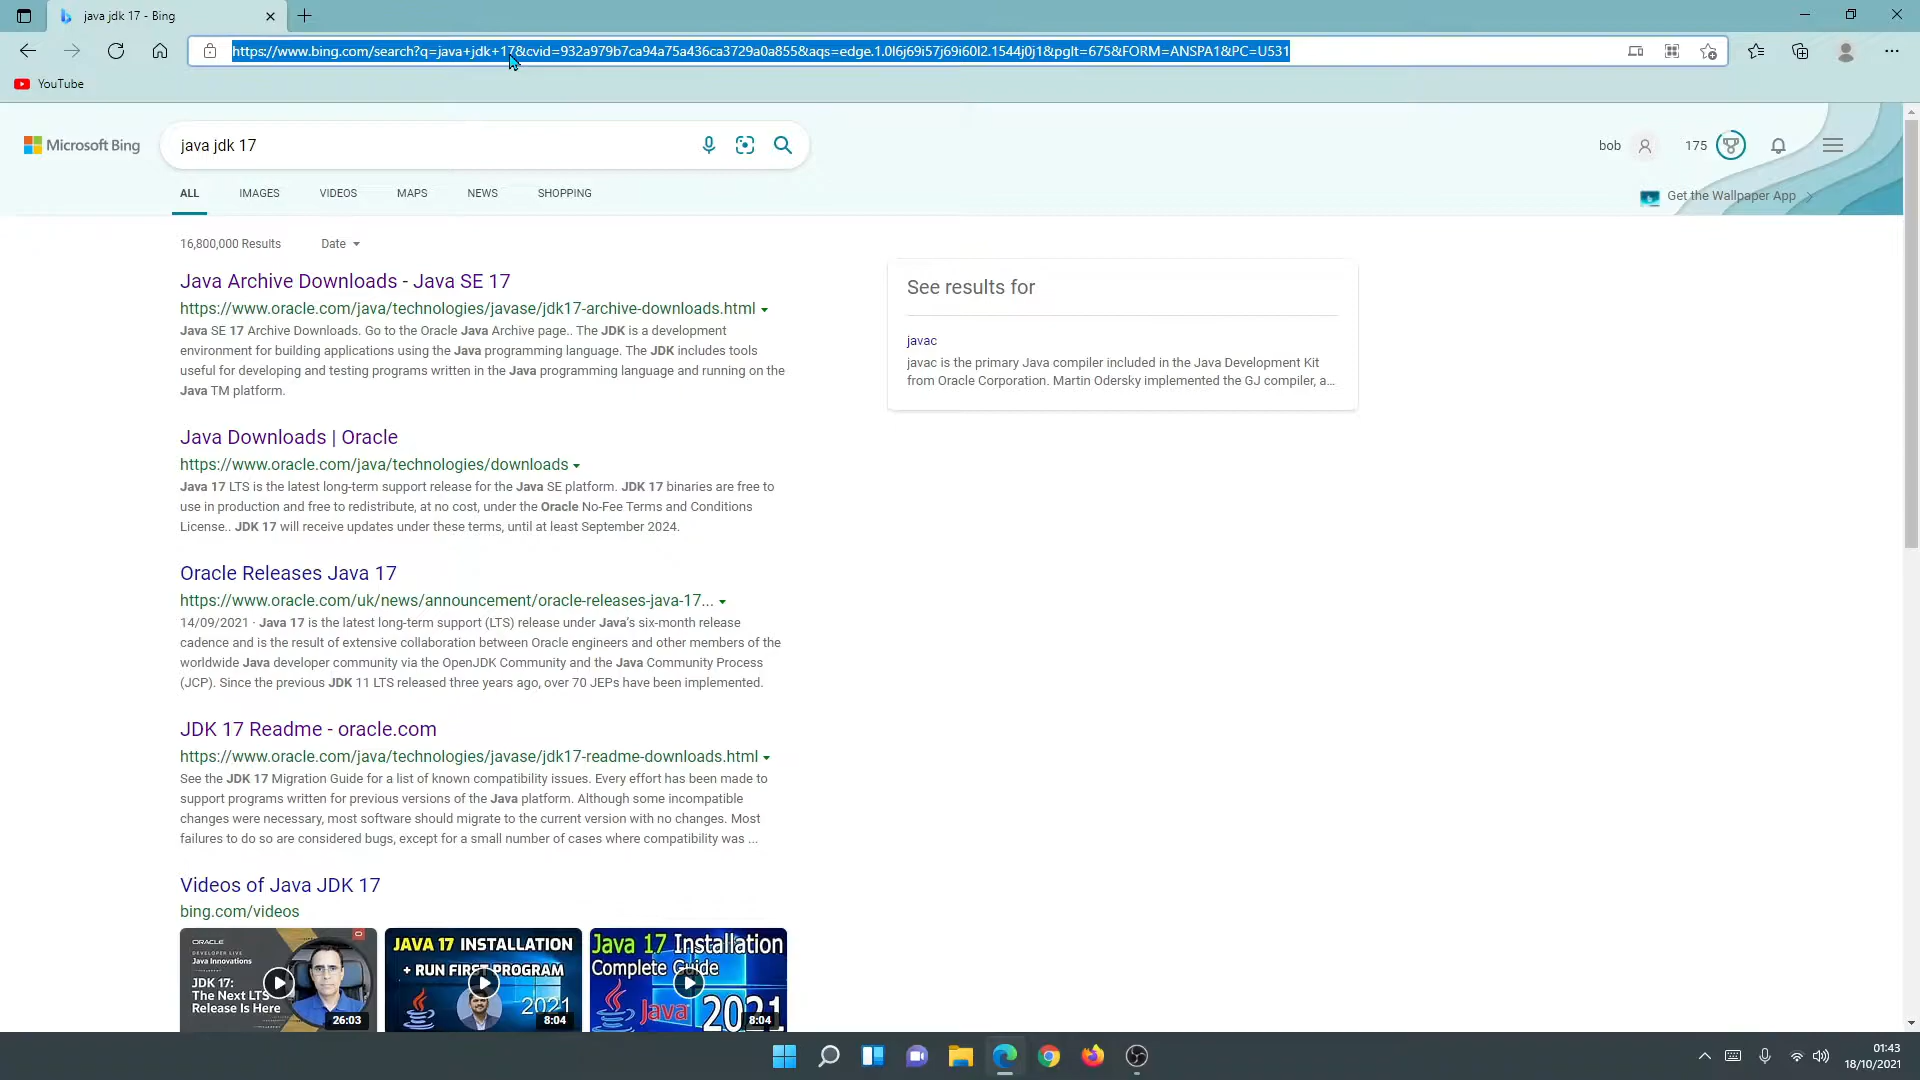 java jdk 17 - Bing
https://www.bing.com/search?q=java+jdk+17&cvid=932a979b7ca94a75a436ca3729a0a855&aqs=edge.1.0l6j69i57j69i60l2.1544j0j1&pglt=675&FORM=ANSPA1&PC=U531
YouTube
Microsoft Bing
java jdk 17
bob
175
ALL IMAGES VIDEOS MAPS NEWS SHOPPING
Get the Wallpaper App
16,800,000 Results Date
Java Archive Downloads - Java SE 17
https://www.oracle.com/java/technologies/javase/jdk17-archive-downloads.html
Java SE 17 Archive Downloads. Go to the Oracle Java Archive page.. The JDK is a development
environment for building applications using the Java programming language. The JDK includes tools
useful for developing and testing programs written in the Java programming language and running on the
Java TM platform.
See results for
javac
javac is the primary Java compiler included in the Java Development Kit
from Oracle Corporation. Martin Odersky implemented the GJ compiler, a...
Java Downloads | Oracle
https://www.oracle.com/java/technologies/downloads
Java 17 LTS is the latest long-term support release for the Java SE platform. JDK 17 binaries are free to
use in production and free to redistribute, at no cost, under the Oracle No-Fee Terms and Conditions
License.. JDK 17 will receive updates under these terms, until at least September 2024.
Oracle Releases Java 17
https://www.oracle.com/uk/news/announcement/oracle-releases-java-17...
14/09/2021 · Java 17 is the latest long-term support (LTS) release under Java's six-month release
cadence and is the result of extensive collaboration between Oracle engineers and other members of the
worldwide Java developer community via the OpenJDK Community and the Java Community Process
(JCP). Since the previous JDK 11 LTS released three years ago, over 70 JEPs have been implemented.
JDK 17 Readme - oracle.com
https://www.oracle.com/java/technologies/javase/jdk17-readme-downloads.html
See the JDK 17 Migration Guide for a list of known compatibility issues. Every effort has been made to
support programs written for previous versions of the Java platform. Although some incompatible
changes were necessary, most software should migrate to the current version with no changes. Most
failures to do so are considered bugs, except for a small number of cases where compatibility was ...
Videos of Java JDK 17
bing.com/videos
ORACLE
DEVELOPER LIVE
Java Innovations
JDK 17:
The Next LTS
Release Is Here
26:03
JAVA 17 INSTALLATION
+ RUN FIRST PROGRAM
2021
8:04
Java 17 Installation
Complete Guide
Java 2021
8:04
01:43
18/10/2021